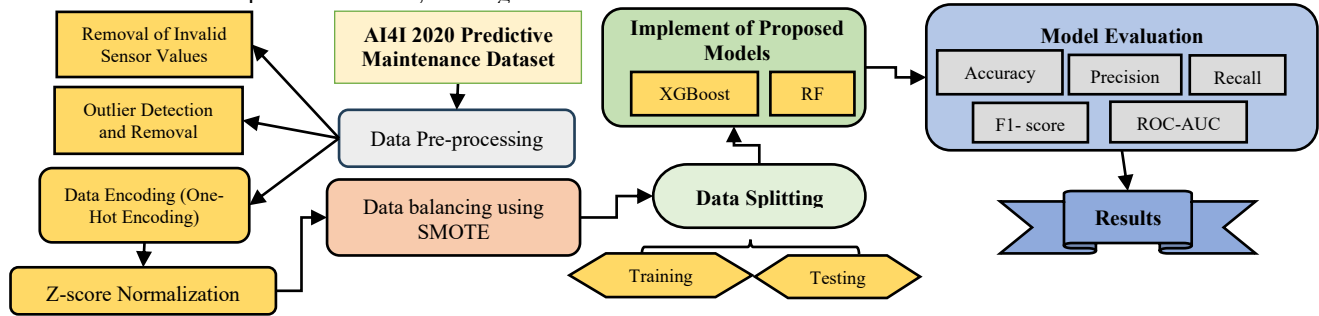 Removal of Invalid
Sensor Values
Outlier Detection
and Removal
Data Encoding (One-
Hot Encoding)
Z-score Normalization
AI4I 2020 Predictive
Maintenance Dataset
Data Pre-processing
Data balancing using
SMOTE
Implement of Proposed
Models
XGBoost
RF
Data Splitting
Training
Testing
Model Evaluation
Accuracy
Precision
Recall
F1- score
ROC-AUC
Results